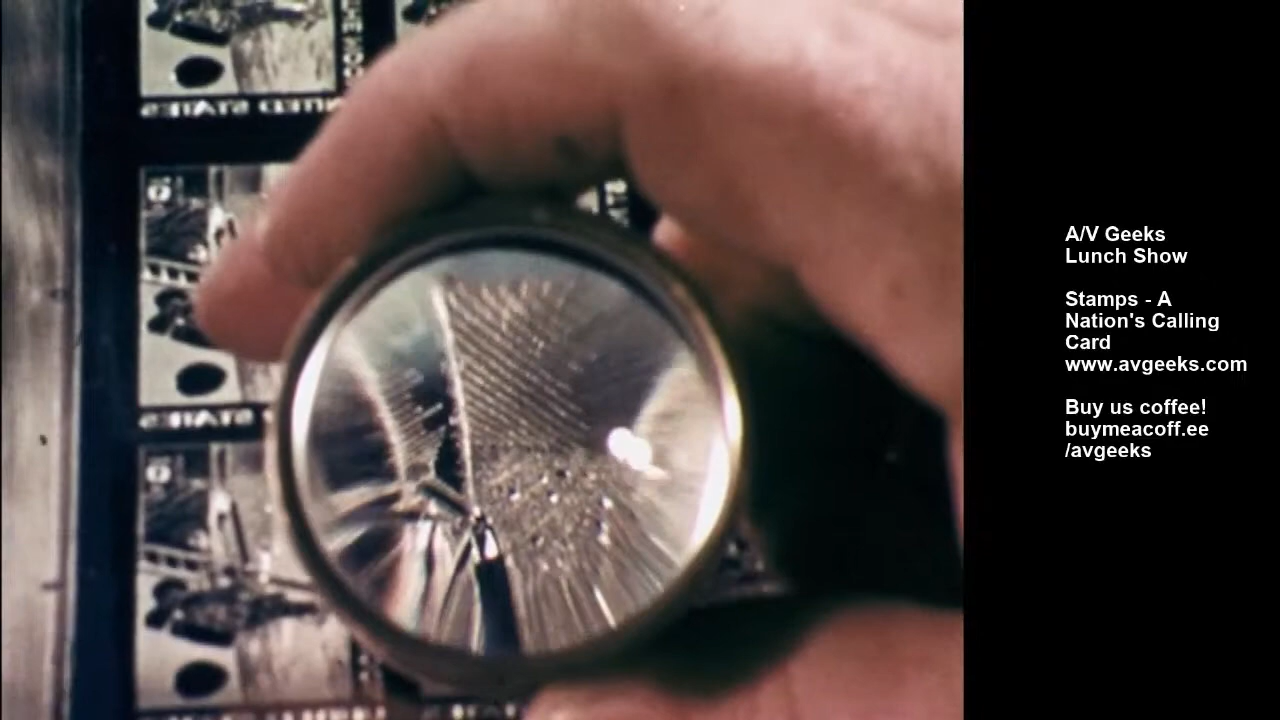 A/V Geeks
Lunch Show
Stamps - A
Nation's Calling
Card
www.avgeeks.com
Buy us coffee!
buymeacoff.ee
/avgeeks